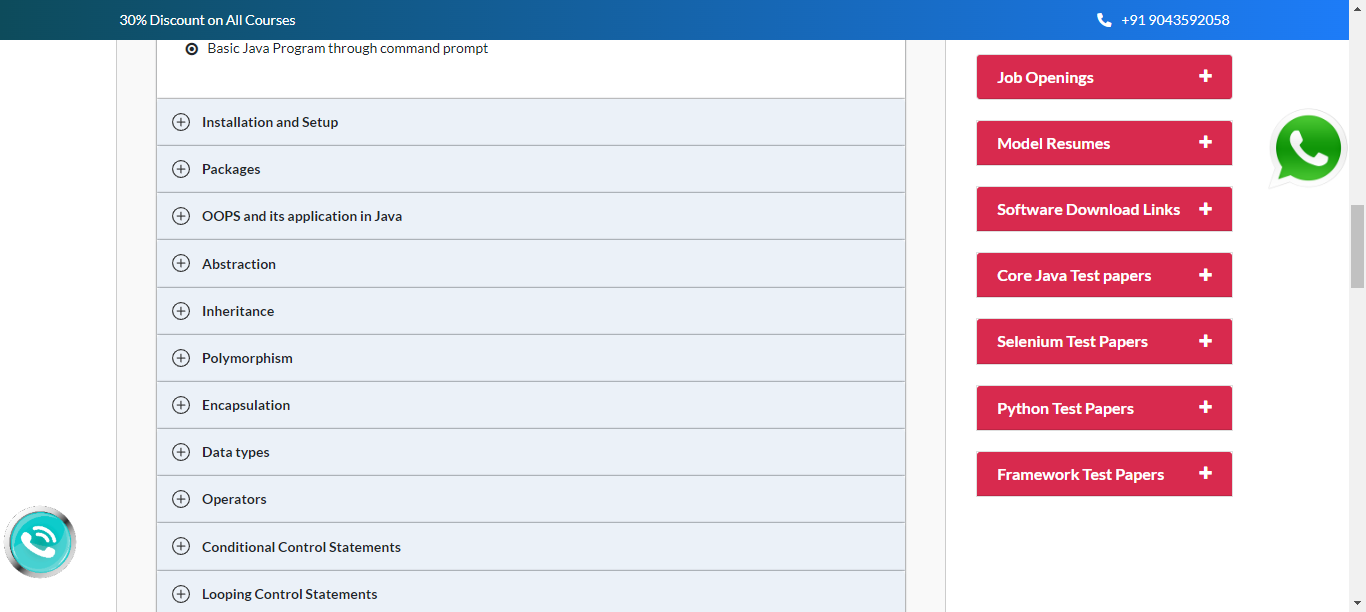 30% Discount on All Courses
+91 9043592058
Basic Java Program through command prompt
Installation and Setup
Packages
OOPS and its application in Java
Abstraction
Inheritance
Polymorphism
Encapsulation
Data types
Operators
Conditional Control Statements
Looping Control Statements
Job Openings
Model Resumes
Software Download Links
Core Java Test papers
Selenium Test Papers
Python Test Papers
Framework Test Papers